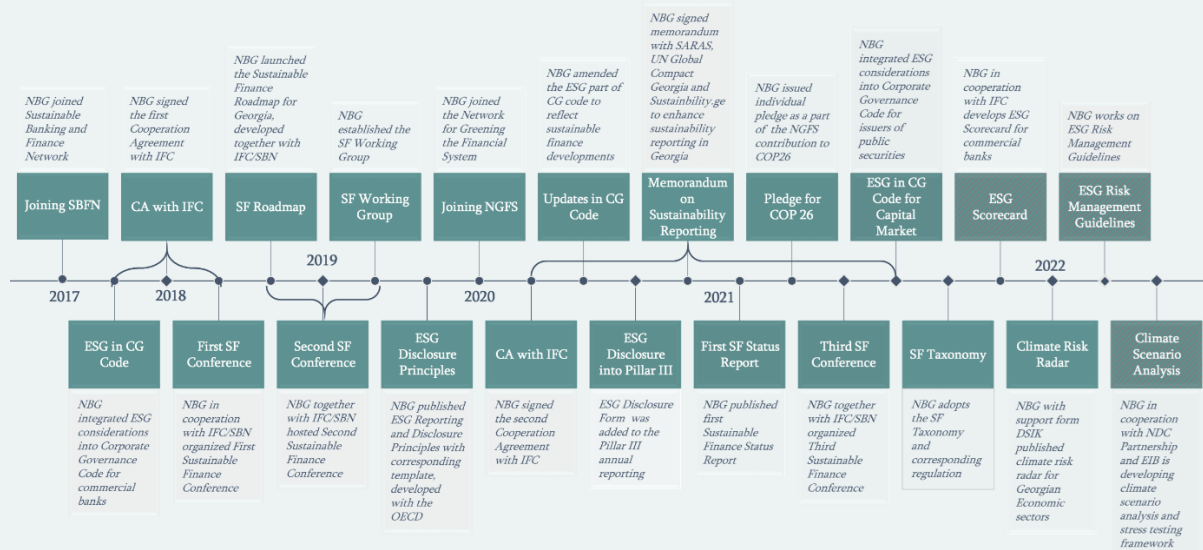 NBG joined
Sustainable
Banking and
Finance
Network
Joining SBFN
NBG signed
the first
Cooperation
Agreement
with IFC
CA with IFC
NBG launched
the Sustainable
Finance
Roadmap for
Georgia,
developed
together with
IFC/SBN
SF Roadmap
NBG
established the
SF Working
Group
SF Working
Group
NBG joined
the Network
for Greening
the Financial
System
Joining NGFS
NBG amended
the ESG part of
CG code to
reflect
sustainable
finance
developments
Updates in CG
Code
NBG signed
memorandum
with SARAS,
UN Global
Compact
Georgia and
Sustainbility.ge
to enhance
sustainability
reporting in
Georgia
Memorandum
on
Sustainability
Reporting
NBG issued
individual
pledge as a part
of the NGFS
contribution to
COP26
Pledge for
COP 26
NBG
integrated ESG
considerations
into Corporate
Governance
Code for
issuers of
public
securities
ESG in CG
Code for
Capital
Market
NBG in
cooperation
with IFC
develops ESG
Scorecard for
commercial
banks
ESG
Scorecard
NBG works on
ESG Risk
Management
Guidelines
ESG Risk
Management
Guidelines
2017
2018
2019
2020
2021
2022
ESG in CG
Code
NBG
integrated ESG
considerations
into Corporate
Governance
Code for
commercial
banks
First SF
Conference
NBG in
cooperation
with IFC/SBN
organized First
Sustainable
Finance
Conference
Second SF
Conference
NBG together
with IFC/SBN
hosted Second
Sustainable
Finance
Conference
ESG
Disclosure
Principles
NBG published
ESG Reporting
and Disclosure
Principles with
corresponding
template,
developed
with the
OECD
CA with IFC
NBG signed
the second
Cooperation
Agreement
with IFC
ESG
Disclosure
into Pillar III
ESG Disclosure
Form was
added to the
Pillar III
annual
reporting
First SF Status
Report
NBG published
first
Sustainable
Finance Status
Report
Third SF
Conference
NBG together
with IFC/SBN
organized
Third
Sustainable
Finance
Conference
SF Taxonomy
NBG adopts
the SF
Taxonomy
and
corresponding
regulation
Climate Risk
Radar
NBG with
support form
DSIK
published
climate risk
radar for
Georgian
Economic
sectors
Climate
Scenario
Analysis
NBG in
cooperation
with NDC
Partnership
and EIB is
developing
climate
scenario
analysis and
stress testing
framework